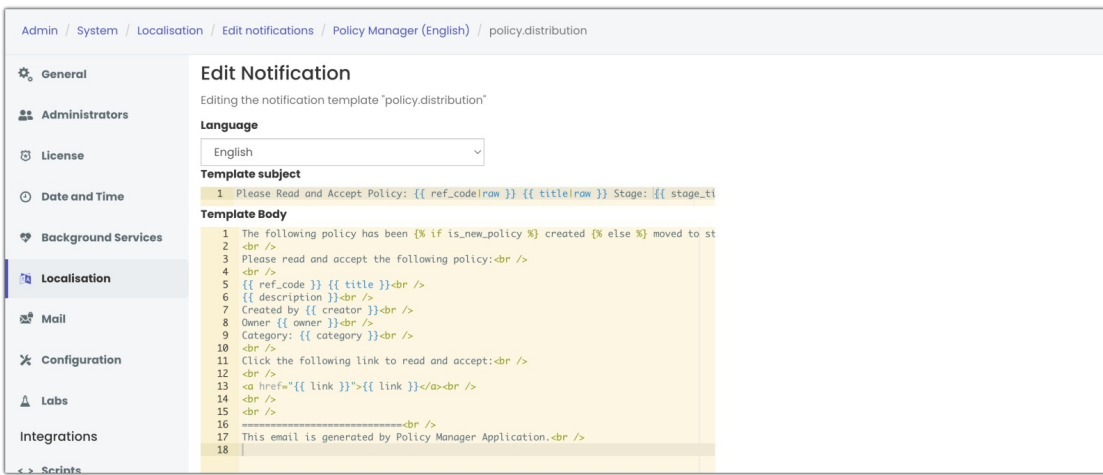 Admin / System / Localisation / Edit notifications / Policy Manager (English) / policy.distribution
General
Administrators
License
Date and Time
Background Services
Localisation
Mail
Configuration
Labs
Integrations
Scripts
Edit Notification
Editing the notification template "policy.distribution"
Language
English
Template subject
1 Please Read and Accept Policy: {{ ref_code|raw }} {{ title|raw }} Stage: {{ stage_ti
Template Body
1 The following policy has been {% if is_new_policy %} created {% else %} moved to st
2 <br />
3 Please read and accept the following policy:<br />
4 <br />
5 {{ ref_code }} {{ title }}<br />
6 {{ description }}<br />
7 Created by {{ creator }}<br />
8 Owner {{ owner }}<br />
9 Category: {{ category }}<br />
10 <br />
11 Click the following link to read and accept:<br />
12 <br />
13 <a href="{{ link }}">{{ link }}</a><br />
14 <br />
15 <br />
16 ============================<br />
17 This email is generated by Policy Manager Application.<br />
18